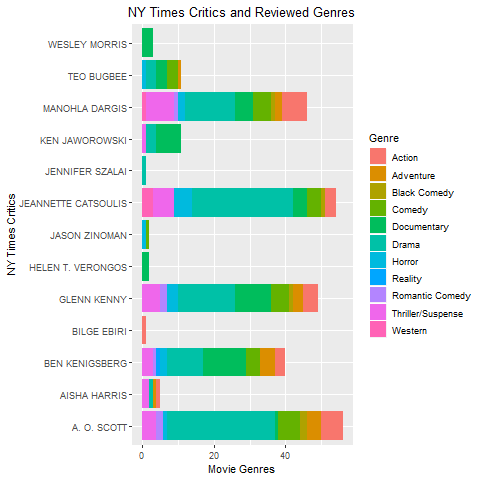 NY Times Critics and Reviewed Genres
NY Times Critics
WESLEY MORRIS
TEO BUGBEE
MANOHLA DARGIS
KEN JAWOROWSKI
JENNIFER SZALAI
JEANNETTE CATSOULIS
JASON ZINOMAN
HELEN T. VERONGOS
GLENN KENNY
BILGE EBIRI
BEN KENIGSBERG
AISHA HARRIS
A. O. SCOTT
0 20 40
Movie Genres
Genre
Action
Adventure
Black Comedy
Comedy
Documentary
Drama
Horror
Reality
Romantic Comedy
Thriller/Suspense
Western